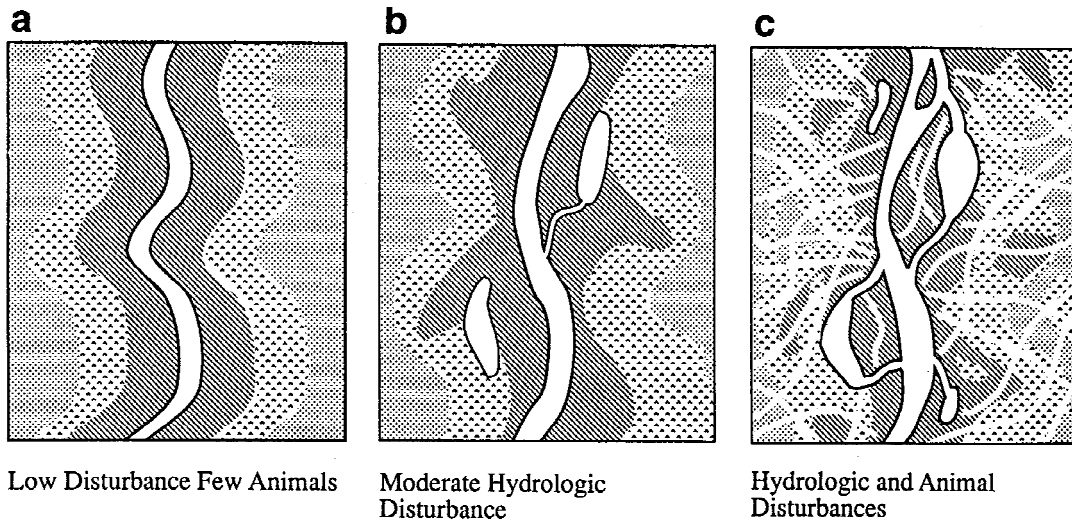 a
b
c
Low Disturbance Few Animals
Moderate Hydrologic
Disturbance
Hydrologic and Animal
Disturbances